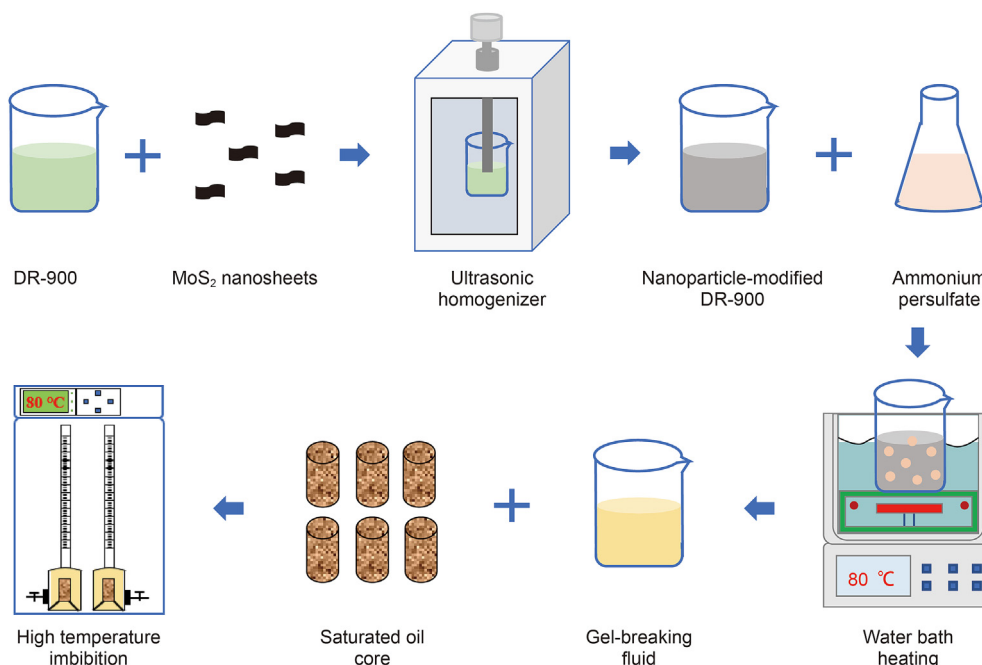 DR-900
MoS₂ nanosheets
Ultrasonic
homogenizer
Nanoparticle-modified
DR-900
Ammonium
persulfate
80 ℃
High temperature
imbibition
Saturated oil
core
Gel-breaking
fluid
80 ℃
Water bath
heating